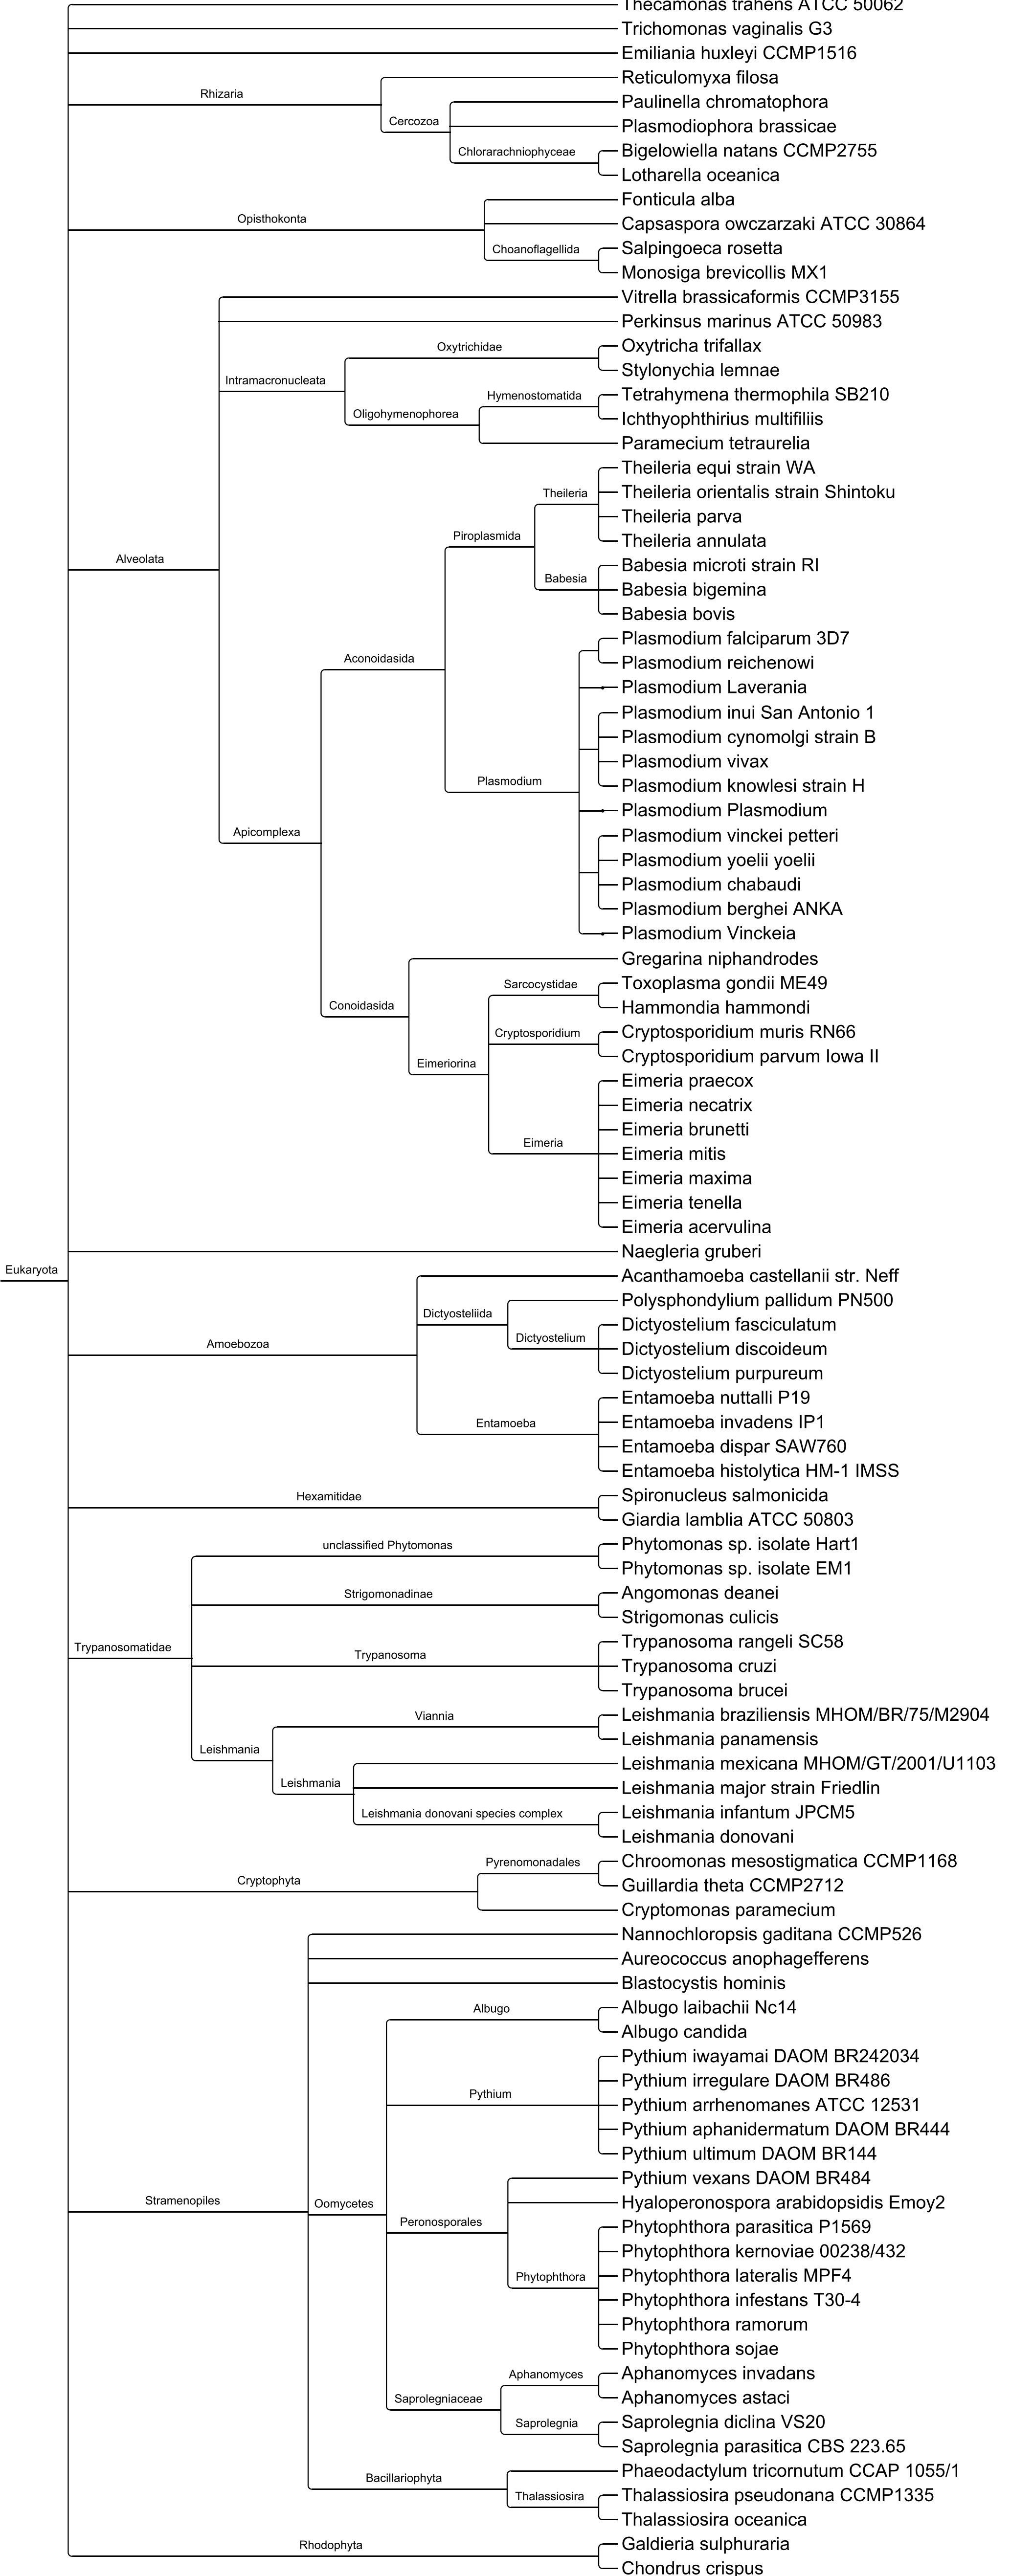 Thecamonas trahens ATCC 50062
Trichomonas vaginalis G3
Emiliania huxleyi CCMP1516
Reticulomyxa filosa
Rhizaria
Paulinella chromatophora
Cercozoa
Plasmodiophora brassicae
Chlorarachniophyceae
Bigelowiella natans CCMP2755
Lotharella oceanica
Fonticula alba
Opisthokonta
Capsaspora owczarzaki ATCC 30864
Choanoflagellida
Salpingoeca rosetta
Monosiga brevicollis MX1
Vitrella brassicaformis CCMP3155
Perkinsus marinus ATCC 50983
Oxytrichidae
Oxytricha trifallax
Stylonychia lemnae
Intramacronucleata
Hymenostomatida
Tetrahymena thermophila SB210
Oligohymenophorea
Ichthyophthirius multifiliis
Paramecium tetraurelia
Theileria equi strain WA
Theileria
Theileria orientalis strain Shintoku
Theileria parva
Piroplasmida
Theileria annulata
Alveolata
Babesia microti strain RI
Babesia
Babesia bigemina
Babesia bovis
Plasmodium falciparum 3D7
Aconoidasida
Plasmodium reichenowi
Plasmodium Laverania
Plasmodium inui San Antonio 1
Plasmodium cynomolgi strain B
Plasmodium vivax
Plasmodium
Plasmodium knowlesi strain H
Plasmodium Plasmodium
Apicomplexa
Plasmodium vinckei petteri
Plasmodium yoelii yoelii
Plasmodium chabaudi
Plasmodium berghei ANKA
Plasmodium Vinckeia
Gregarina niphandrodes
Sarcocystidae
Toxoplasma gondii ME49
Conoidasida
Hammondia hammondi
Cryptosporidium
Cryptosporidium muris RN66
Cryptosporidium parvum Iowa II
Eimeriorina
Eimeria praecox
Eimeria necatrix
Eimeria brunetti
Eimeria
Eimeria mitis
Eimeria maxima
Eimeria tenella
Eimeria acervulina
Naegleria gruberi
Eukaryota
Acanthamoeba castellanii str. Neff
Polysphondylium pallidum PN500
Dictyosteliida
Dictyostelium fasciculatum
Amoebozoa
Dictyostelium
Dictyostelium discoideum
Dictyostelium purpureum
Entamoeba nuttalli P19
Entamoeba
Entamoeba invadens IP1
Entamoeba dispar SAW760
Entamoeba histolytica HM-1 IMSS
Hexamitidae
Spironucleus salmonicida
Giardia lamblia ATCC 50803
unclassified Phytomonas
Phytomonas sp. isolate Hart1
Phytomonas sp. isolate EM1
Strigomonadinae
Angomonas deanei
Strigomonas culicis
Trypanosomatidae
Trypanosoma rangeli SC58
Trypanosoma
Trypanosoma cruzi
Trypanosoma brucei
Viannia
Leishmania braziliensis MHOM/BR/75/M2904
Leishmania panamensis
Leishmania
Leishmania mexicana MHOM/GT/2001/U1103
Leishmania
Leishmania major strain Friedlin
Leishmania donovani species complex
Leishmania infantum JPCM5
Leishmania donovani
Pyrenomonadales
Chroomonas mesostigmatica CCMP1168
Cryptophyta
Guillardia theta CCMP2712
Cryptomonas paramecium
Nannochloropsis gaditana CCMP526
Aureococcus anophagefferens
Blastocystis hominis
Albugo
Albugo laibachii Nc14
Albugo candida
Pythium iwayamai DAOM BR242034
Pythium irregulare DAOM BR486
Pythium
Pythium arrhenomanes ATCC 12531
Pythium aphanidermatum DAOM BR444
Pythium ultimum DAOM BR144
Pythium vexans DAOM BR484
Stramenopiles
Oomycetes
Hyaloperonospora arabidopsidis Emoy2
Peronosporales
Phytophthora parasitica P1569
Phytophthora kernoviae 00238/432
Phytophthora
Phytophthora lateralis MPF4
Phytophthora infestans T30-4
Phytophthora ramorum
Phytophthora sojae
Aphanomyces
Aphanomyces invadans
Saprolegniaceae
Aphanomyces astaci
Saprolegnia
Saprolegnia diclina VS20
Saprolegnia parasitica CBS 223.65
Bacillariophyta
Phaeodactylum tricornutum CCAP 1055/1
Thalassiosira
Thalassiosira pseudonana CCMP1335
Thalassiosira oceanica
Rhodophyta
Galdieria sulphuraria
Chondrus crispus